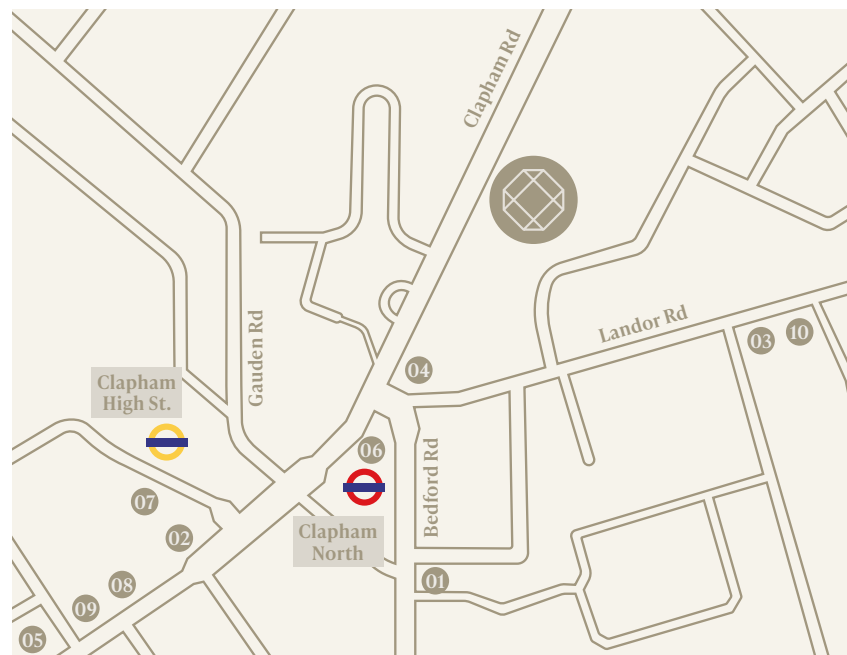 Clapham Rd
Landor Rd
03
10
Gauden Rd
04
Clapham
High St.
Bedford Rd
06
07
02
Clapham
North
01
08
09
05